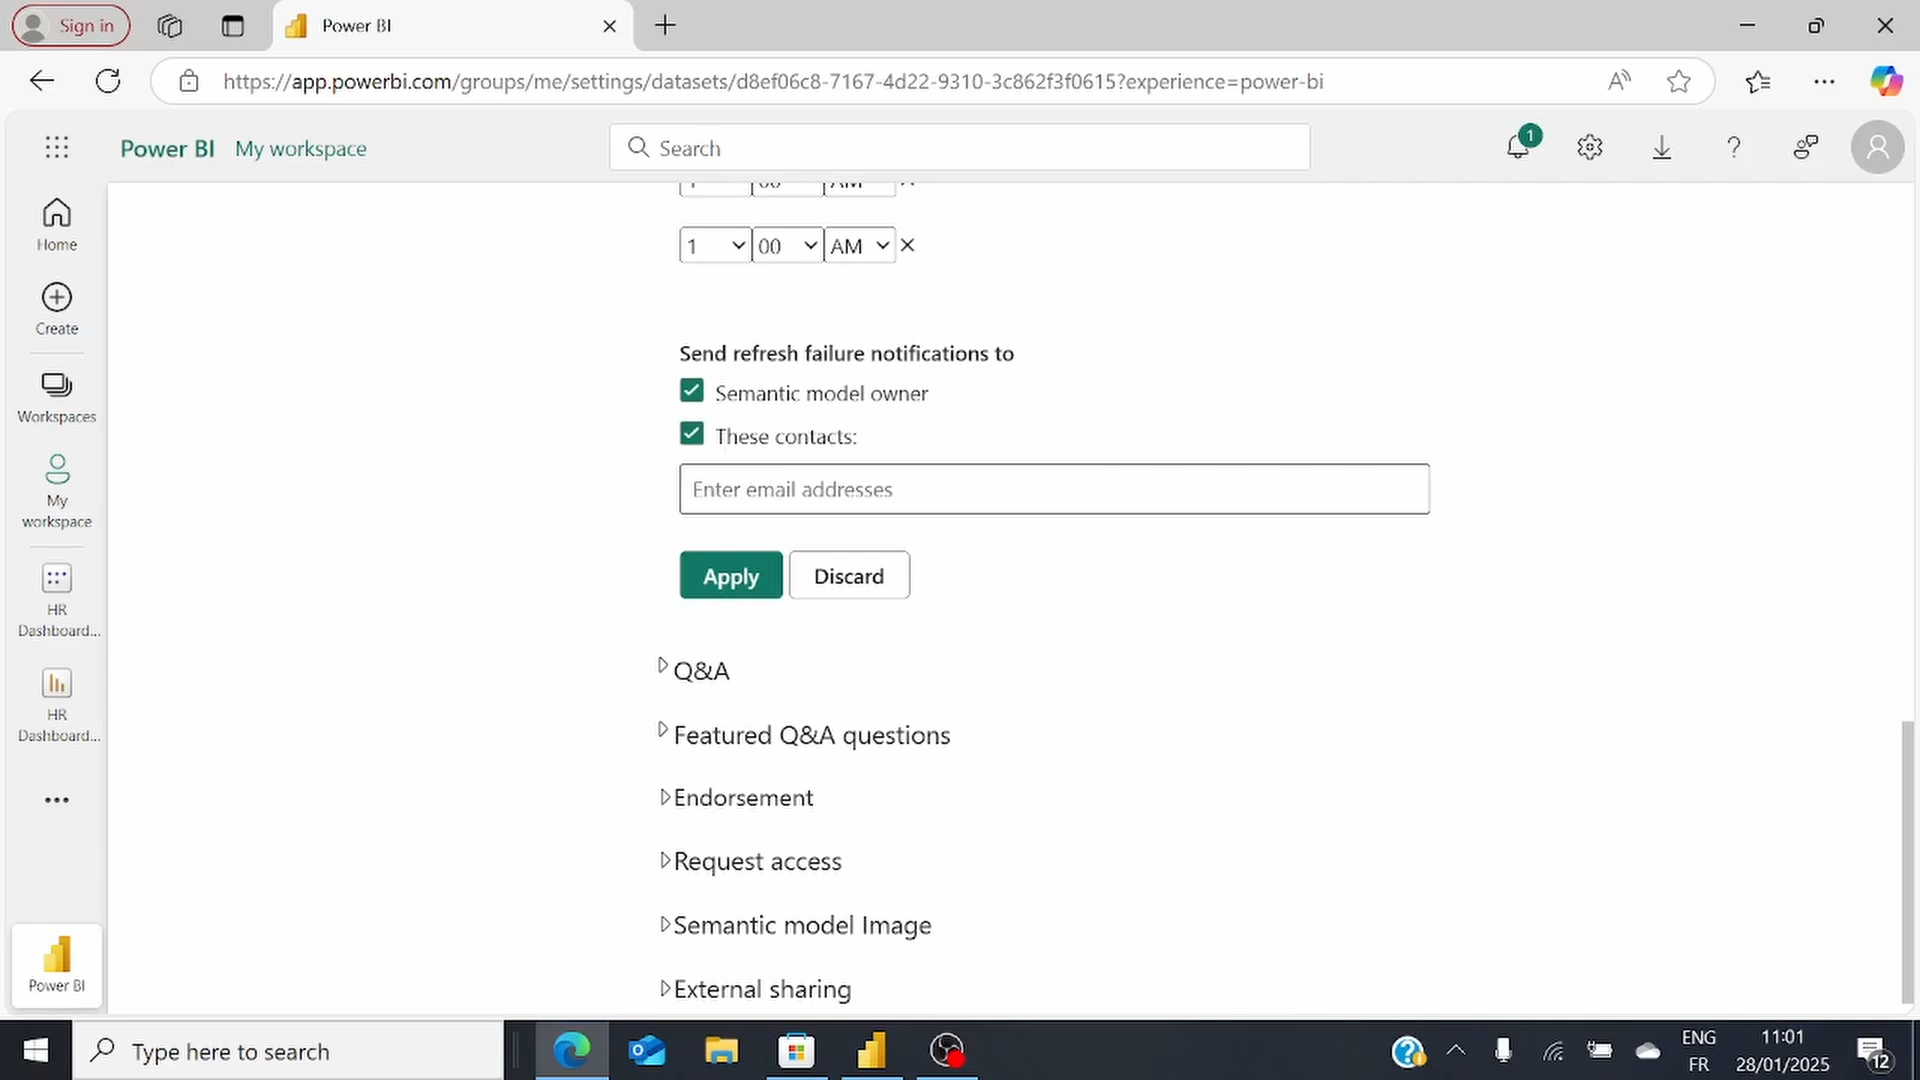 Sign in
Power BI
https://app.powerbi.com/groups/me/settings/datasets/d8ef06c8-7167-4d22-9310-3c862f3f0615?experience=power-bi
Power BI My workspace
Search
1
Home
Create
Workspaces
My
workspace
HR
Dashboard...
HR
Dashboard...
Power BI
1 00 AM
Send refresh failure notifications to
Semantic model owner
These contacts:
Enter email addresses
Apply Discard
Q&A
Featured Q&A questions
Endorsement
Request access
Semantic model Image
External sharing
Type here to search
ENG
FR
11:01
28/01/2025
12